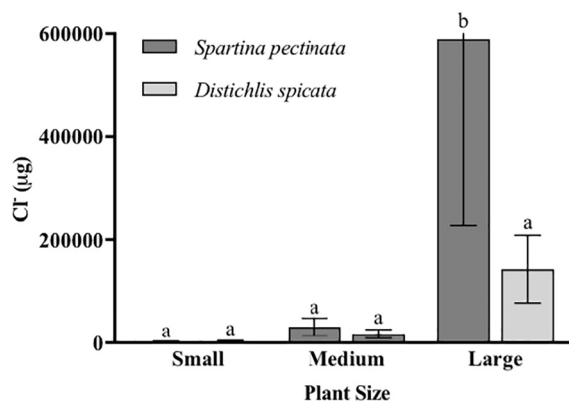 600000
400000
200000
0
Cl⁻ (µg)
Spartina pectinata
Distichlis spicata
a
a
a
a
b
a
Small
Medium
Large
Plant Size